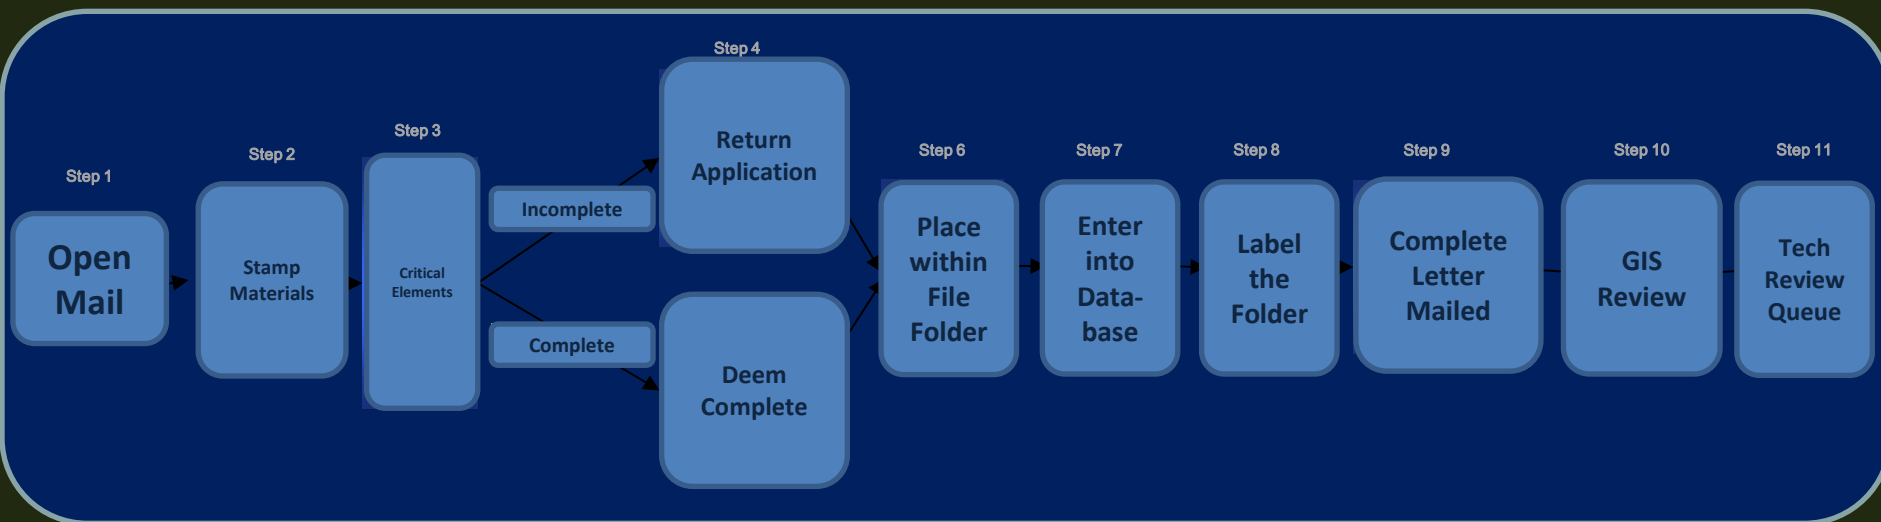 Step 1
Open
Mail
Step 2
Stamp
Materials
Step 3
Critical
Elements
Incomplete
Complete
Step 4
Return
Application
Deem
Complete
Step 6
Place
within
File
Folder
Step 7
Enter
into
Data-
base
Step 8
Label
the
Folder
Step 9
Complete
Letter
Mailed
Step 10
GIS
Review
Step 11
Tech
Review
Queue